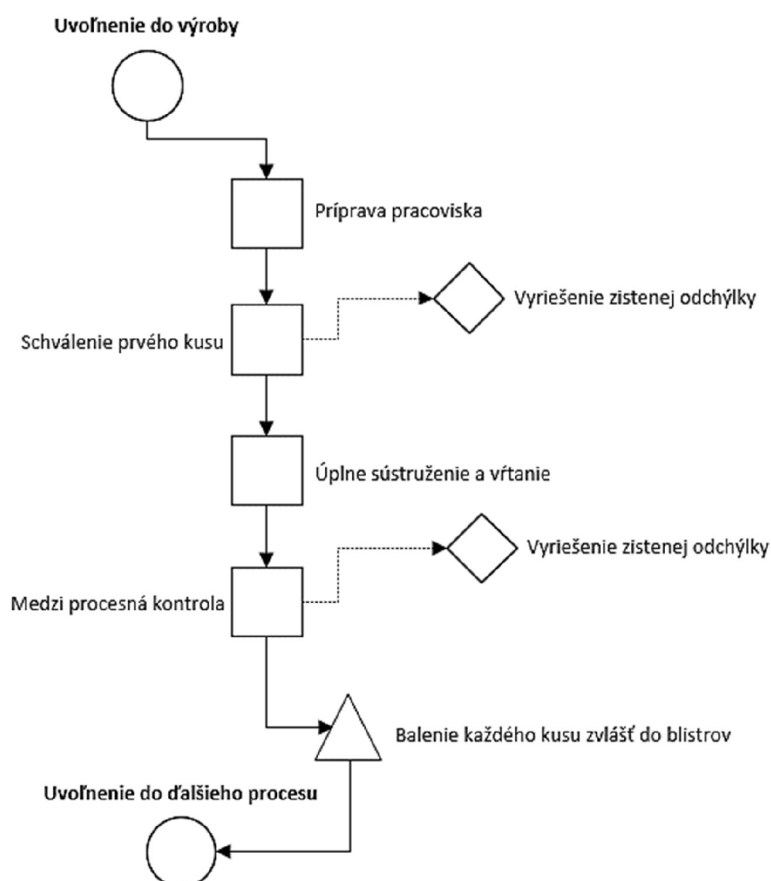 Uvoľnenie do výroby
Príprava pracoviska
Vyriešenie zistenej odchýlky
Schválenie prvého kusu
Úplne sústruženie a vŕtanie
Vyriešenie zistenej odchýlky
Medzi procesná kontrola
Balenie každého kusu zvlášť do blistrov
Uvoľnenie do ďalšieho procesu